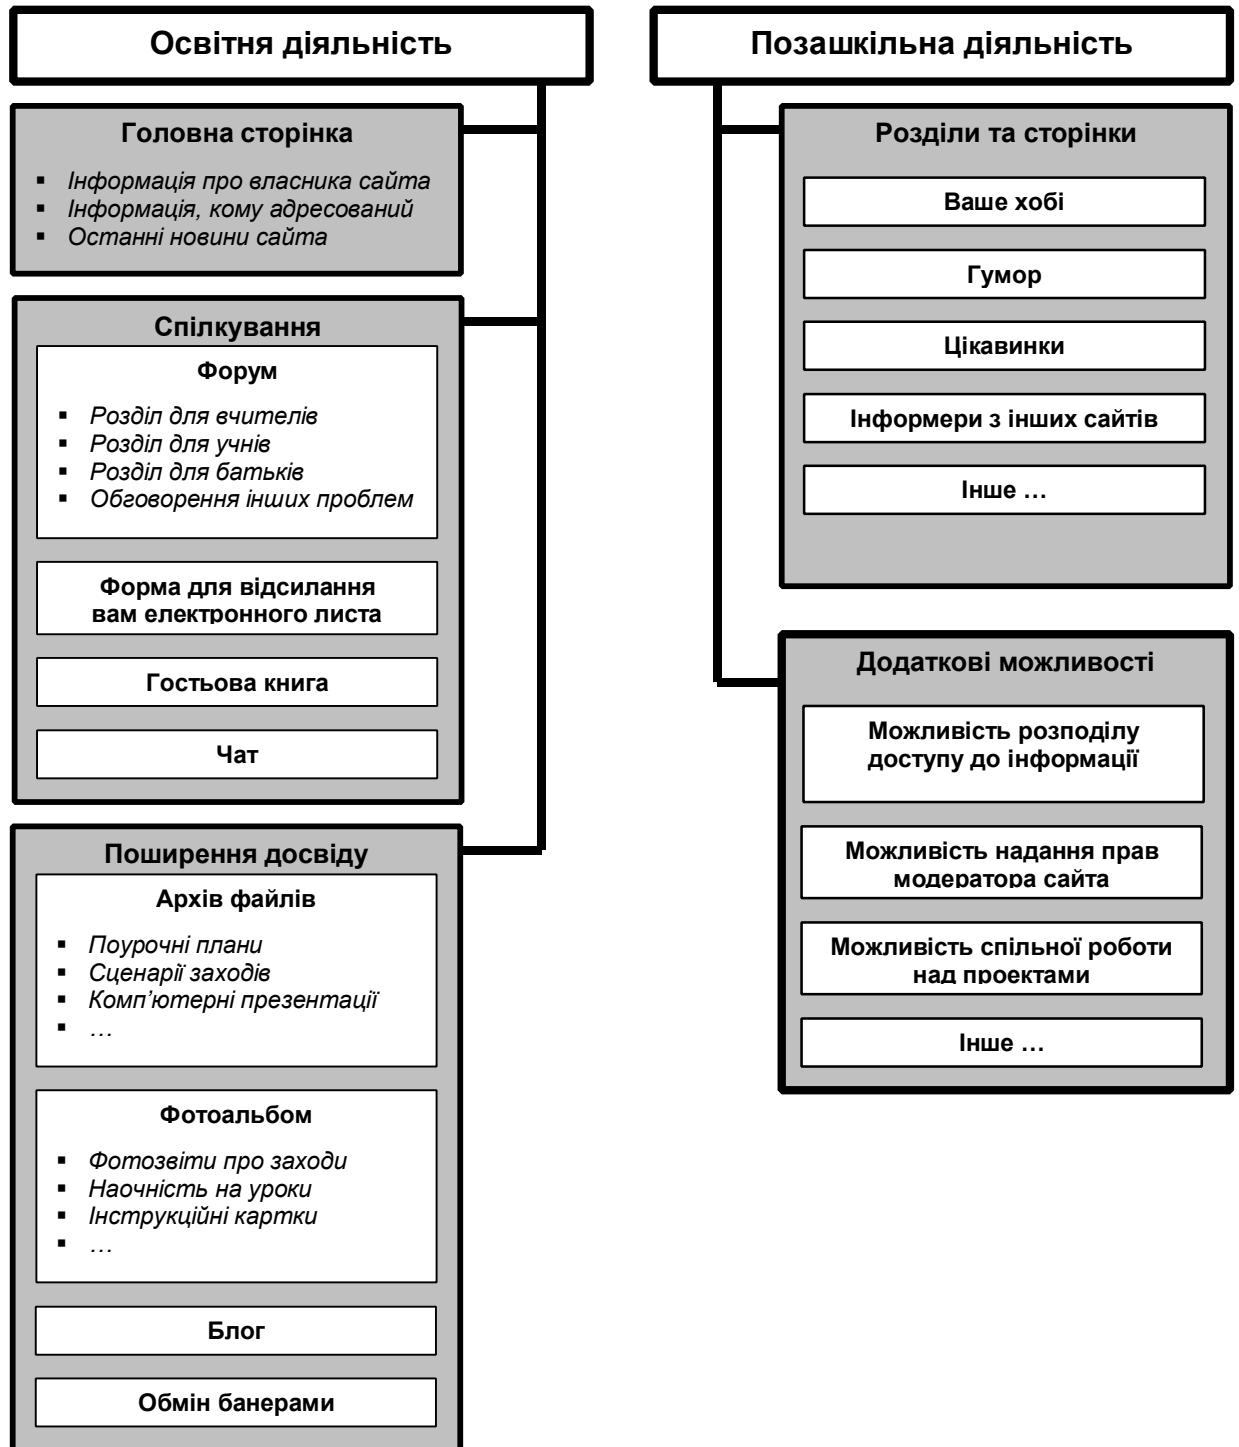 Освітня діяльність
Головна сторінка
▪ Інформація про власника сайта
▪ Інформація, кому адресований
▪ Останні новини сайта
Спілкування
Форум
▪ Розділ для вчителів
▪ Розділ для учнів
▪ Розділ для батьків
▪ Обговорення інших проблем
Форма для відсилання
вам електронного листа
Гостьова книга
Чат
Поширення досвіду
Архів файлів
▪ Поурочні плани
▪ Сценарії заходів
▪ Комп’ютерні презентації
▪ …
Фотоальбом
▪ Фотозвіти про заходи
▪ Наочність на уроки
▪ Інструкційні картки
▪ …
Блог
Обмін банерами
Позашкільна діяльність
Розділи та сторінки
Ваше хобі
Гумор
Цікавинки
Інформери з інших сайтів
Інше …
Додаткові можливості
Можливість розподілу
доступу до інформації
Можливість надання прав
модератора сайта
Можливість спільної роботи
над проектами
Інше …